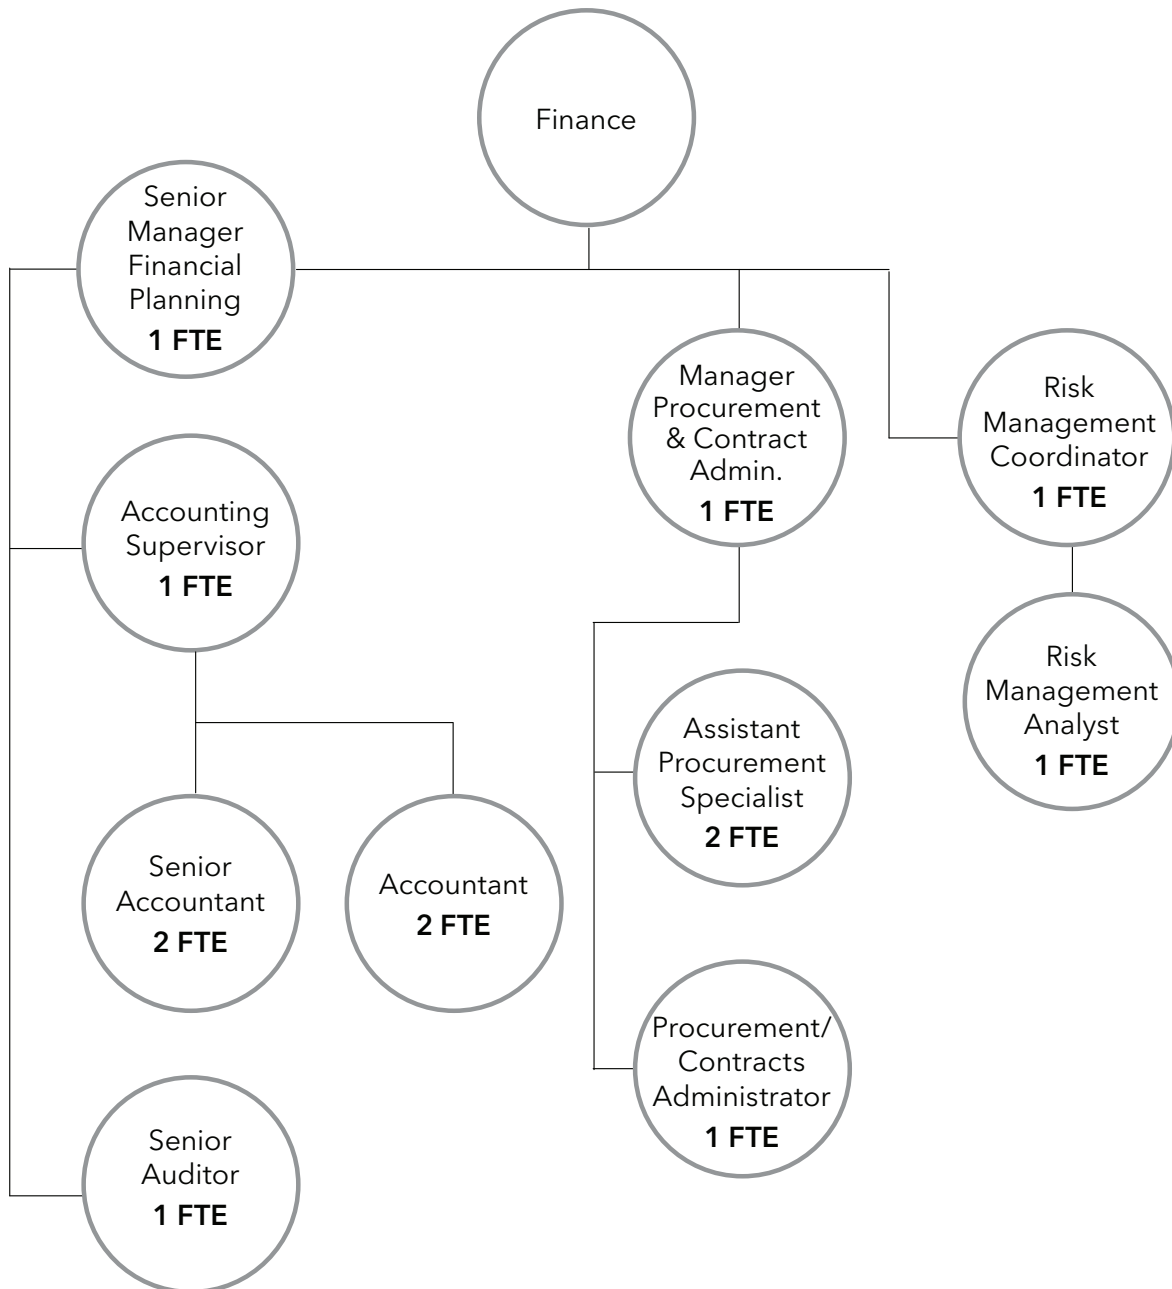 Finance
Senior
Manager
Financial
Planning
1 FTE
Manager
Procurement
& Contract
Admin.
1 FTE
Risk
Management
Coordinator
1 FTE
Accounting
Supervisor
1 FTE
Risk
Management
Analyst
1 FTE
Assistant
Procurement
Specialist
2 FTE
Senior
Accountant
2 FTE
Accountant
2 FTE
Procurement/
Contracts
Administrator
1 FTE
Senior
Auditor
1 FTE